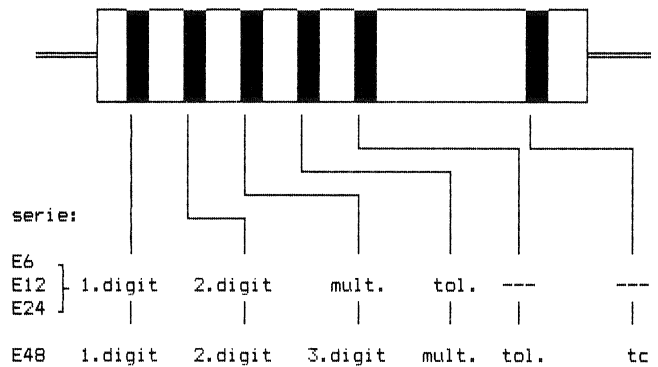 serie:
E6
E12 1.digit 2.digit mult. tol. --- ---
E24
E48 1.digit 2.digit 3.digit mult. tol. tc